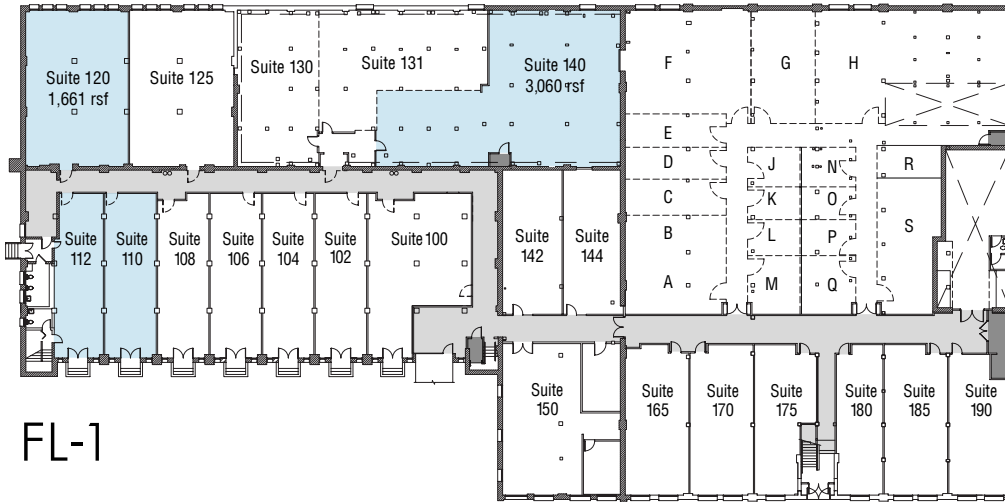 Suite 120
1,661 rsf
Suite 125
Suite 130
Suite 131
Suite 140
3,060 rsf
F
G
H
E
D
C
B
A
J
K
L
M
N
O
P
Q
R
S
Suite
112
Suite
110
Suite
108
Suite
106
Suite
104
Suite
102
Suite 100
Suite
142
Suite
144
Suite
150
Suite
165
Suite
170
Suite
175
Suite
180
Suite
185
Suite
190
FL-1